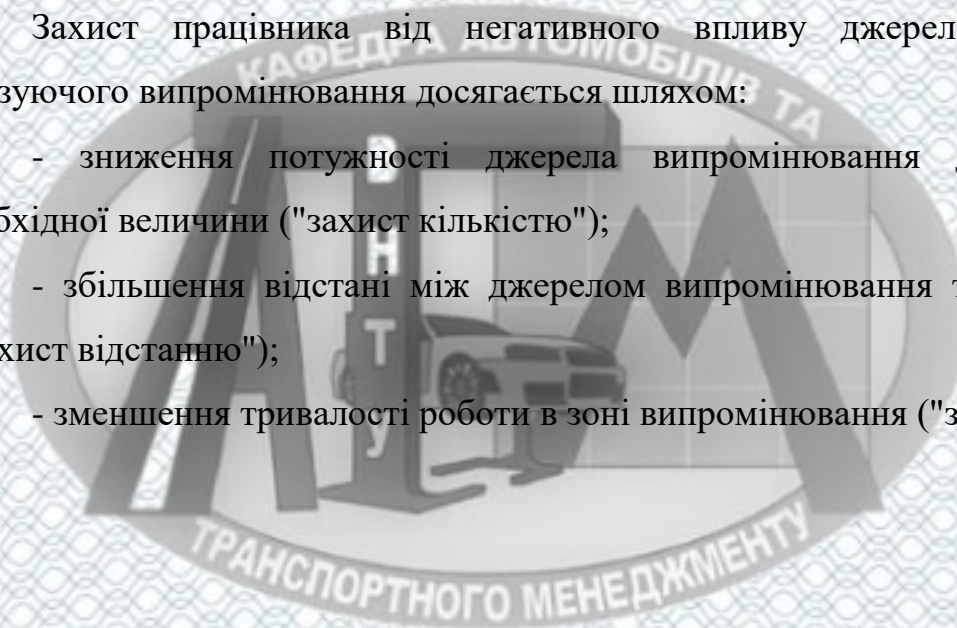 Захист працівника від негативного впливу джерел
зуючого випромінювання досягається шляхом:
- зниження потужності джерела випромінювання
бхідної величини ("захист кількістю");
- збільшення відстані між джерелом випромінювання т
хист відстанню");
- зменшення тривалості роботи в зоні випромінювання ("з
КАФЕДРА АВТОМОБІЛІВ ТА
ВНТУ
ТРАНСПОРТНОГО МЕНЕДЖМЕНТУ